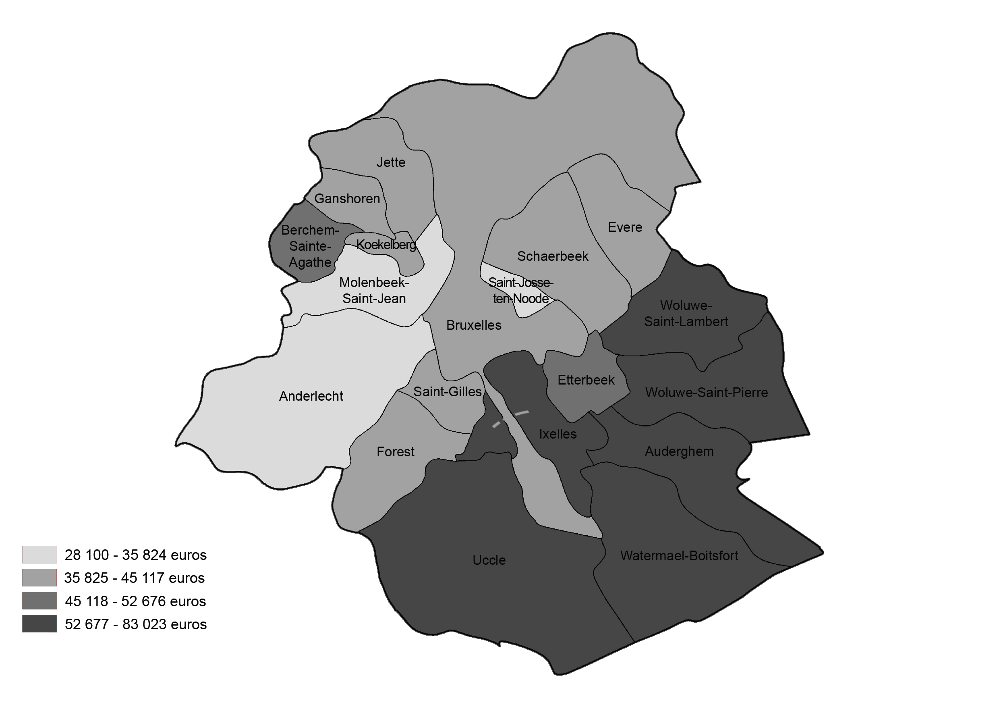 Jette
Ganshoren
Berchem-
Sainte-
Agathe
Koekelberg
Evere
Schaerbeek
Molenbeek-
Saint-Jean
Saint-Josse-
ten-Noode
Woluwe-
Saint-Lambert
Bruxelles
Etterbeek
Woluwe-Saint-Pierre
Saint-Gilles
Anderlecht
Ixelles
Forest
Auderghem
Uccle
Watermael-Boitsfort
28 100 - 35 824 euros
35 825 - 45 117 euros
45 118 - 52 676 euros
52 677 - 83 023 euros